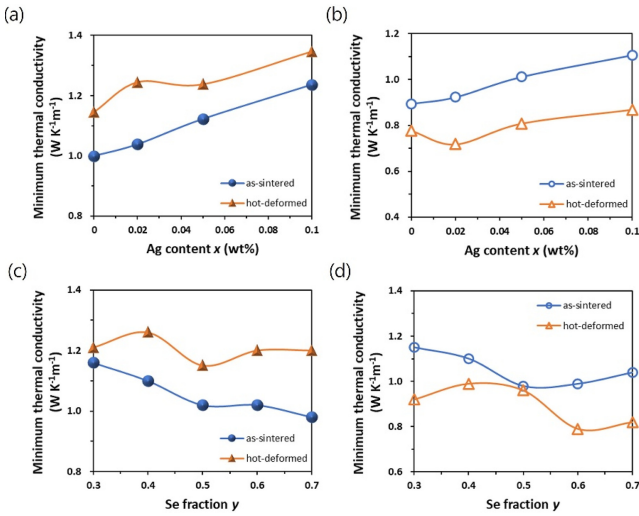 (a)
Minimum thermal conductivity
(W K⁻¹m⁻¹)
1.4
1.2
1.0
0.8
as-sintered
hot-deformed
0
0.02
0.04
0.06
0.08
0.1
Ag content x (wt%)
(b)
Minimum thermal conductivity
(W K⁻¹m⁻¹)
1.2
1.0
0.8
0.6
0.4
as-sintered
hot-deformed
0
0.02
0.04
0.06
0.08
0.1
Ag content x (wt%)
(c)
Minimum thermal conductivity
(W K⁻¹m⁻¹)
1.4
1.2
1.0
0.8
as-sintered
hot-deformed
0.3
0.4
0.5
0.6
0.7
Se fraction y
(d)
Minimum thermal conductivity
(W K⁻¹m⁻¹)
1.4
1.2
1.0
0.8
0.6
as-sintered
hot-deformed
0.3
0.4
0.5
0.6
0.7
Se fraction y